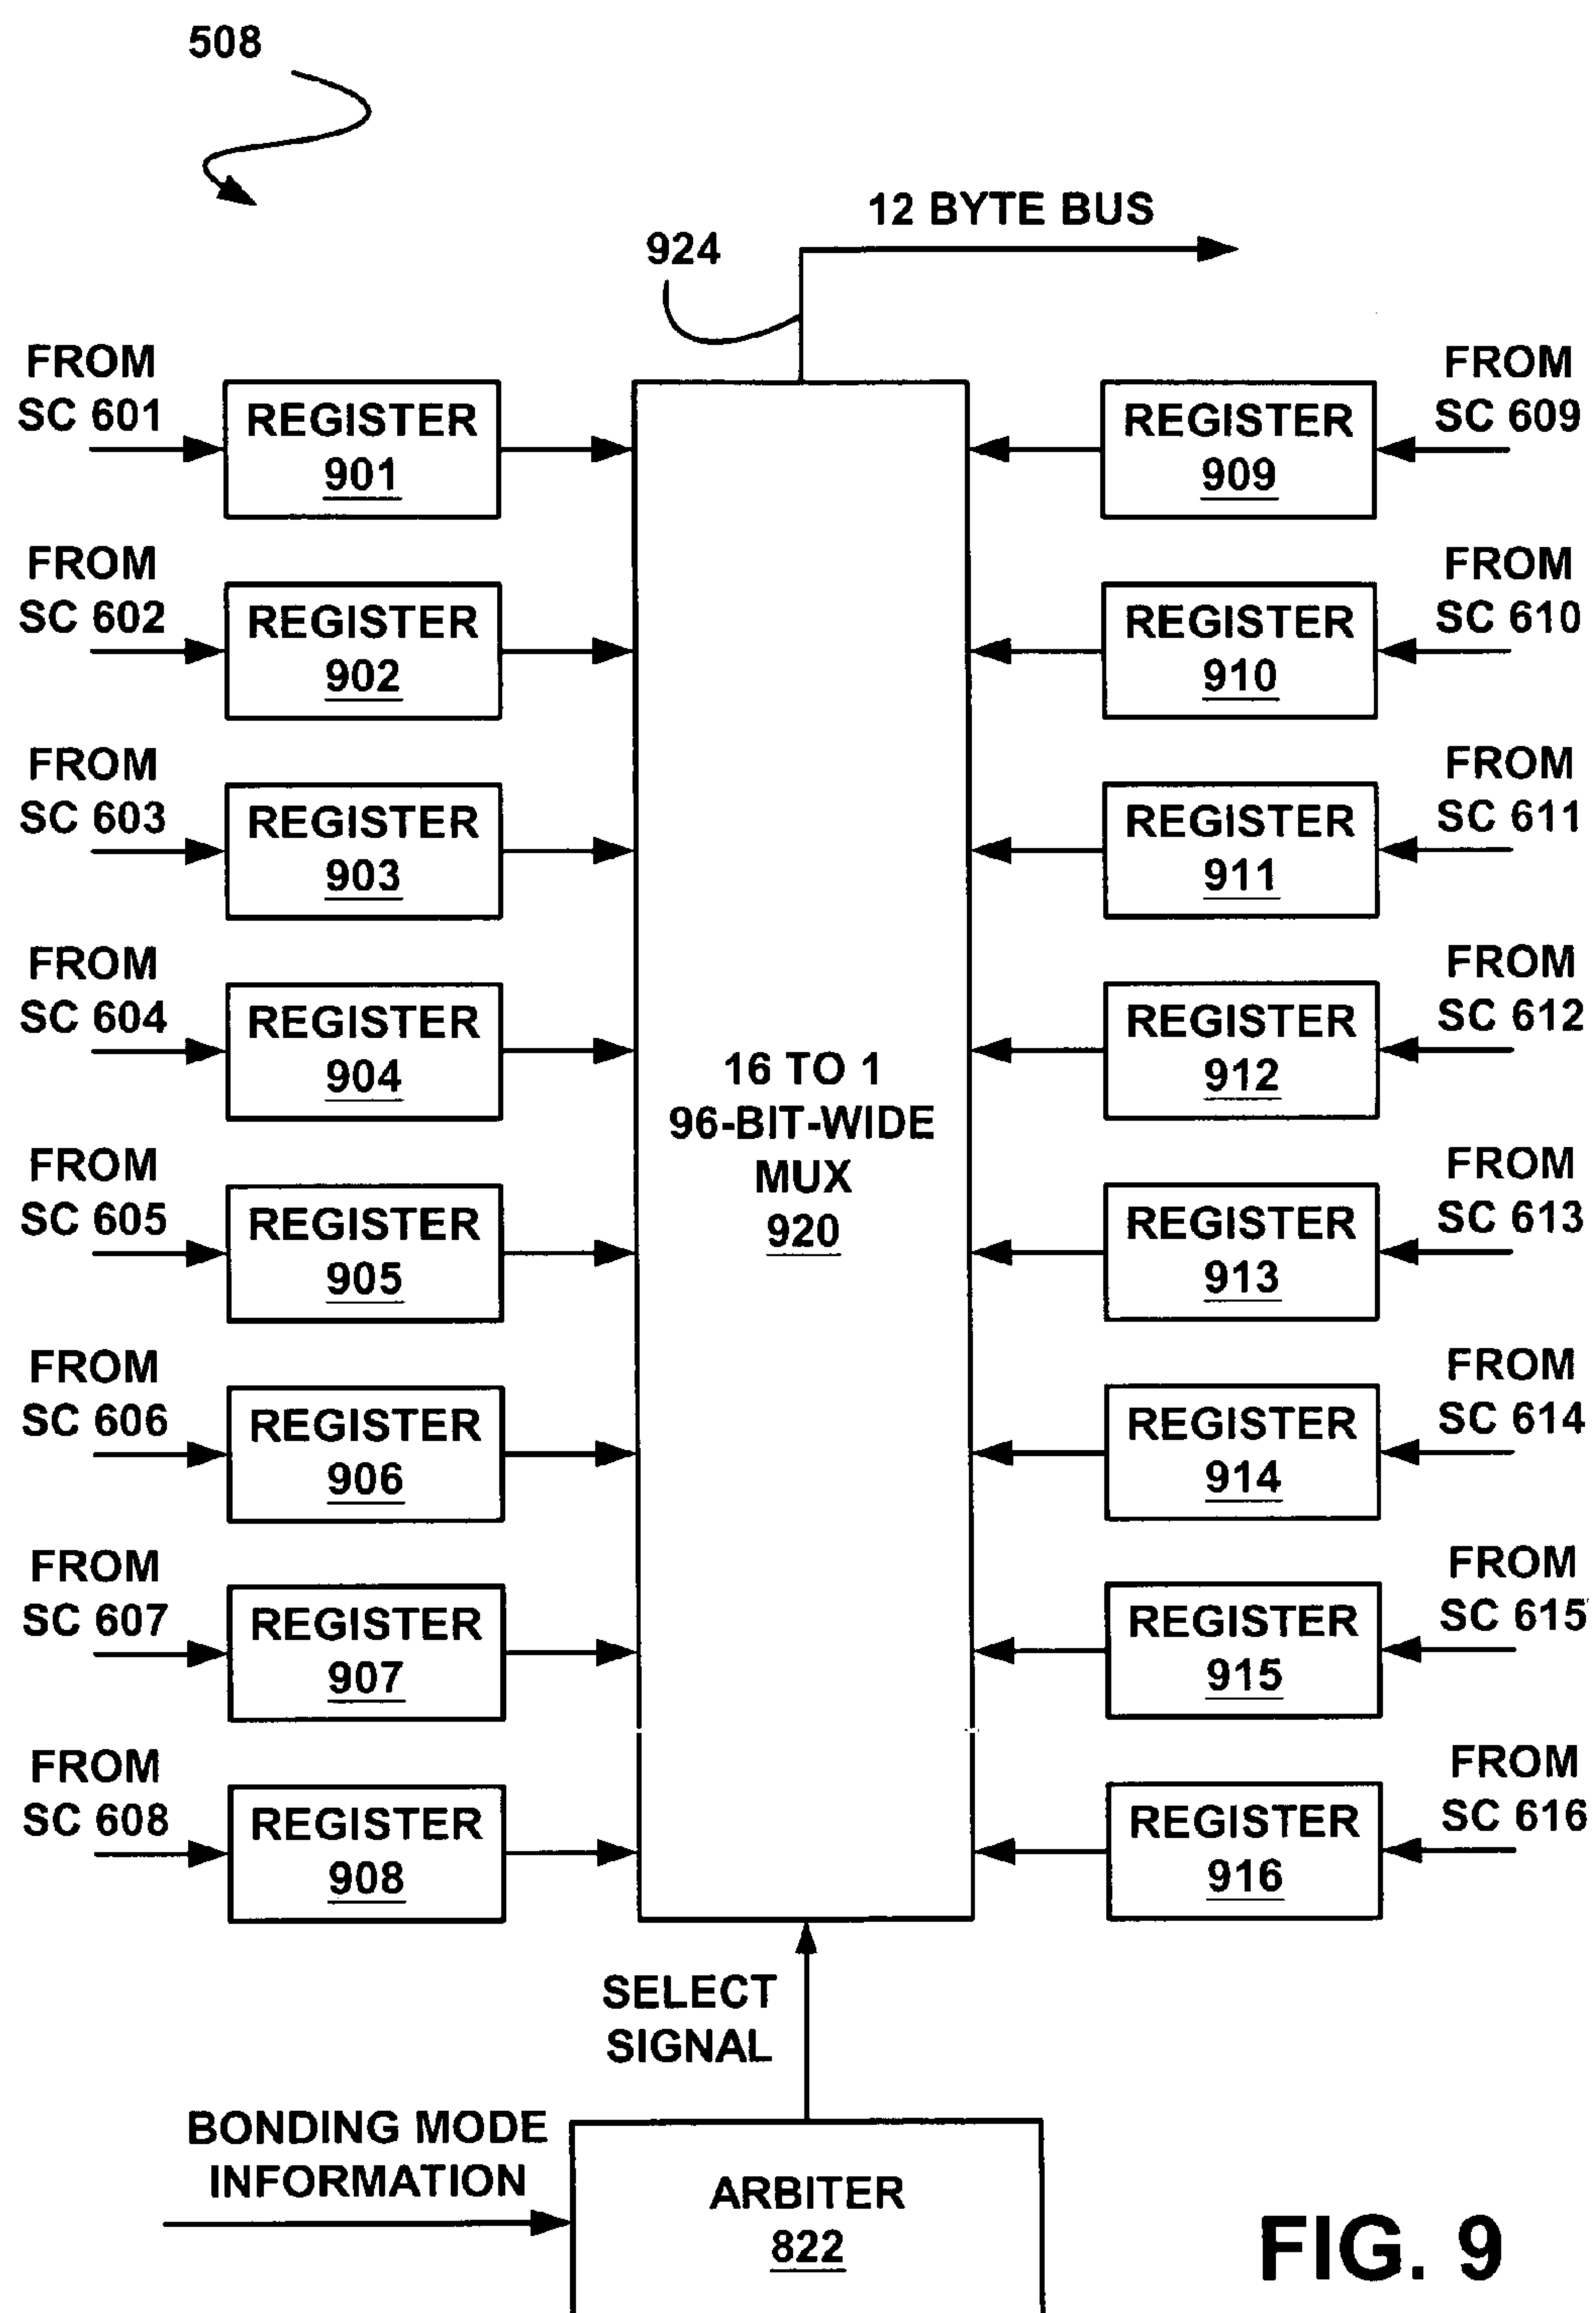 508
12 BYTE BUS
924
FROM
SC 601
REGISTER
901
FROM
SC 602
REGISTER
902
FROM
SC 603
REGISTER
903
FROM
SC 604
REGISTER
904
FROM
SC 605
REGISTER
905
FROM
SC 606
REGISTER
906
FROM
SC 607
REGISTER
907
FROM
SC 608
REGISTER
908
16 TO 1
96-BIT-WIDE
MUX
920
FROM
SC 609
REGISTER
909
FROM
SC 610
REGISTER
910
FROM
SC 611
REGISTER
911
FROM
SC 612
REGISTER
912
FROM
SC 613
REGISTER
913
FROM
SC 614
REGISTER
914
FROM
SC 615
REGISTER
915
FROM
SC 616
REGISTER
916
SELECT
SIGNAL
BONDING MODE
INFORMATION
ARBITER
822
FIG. 9